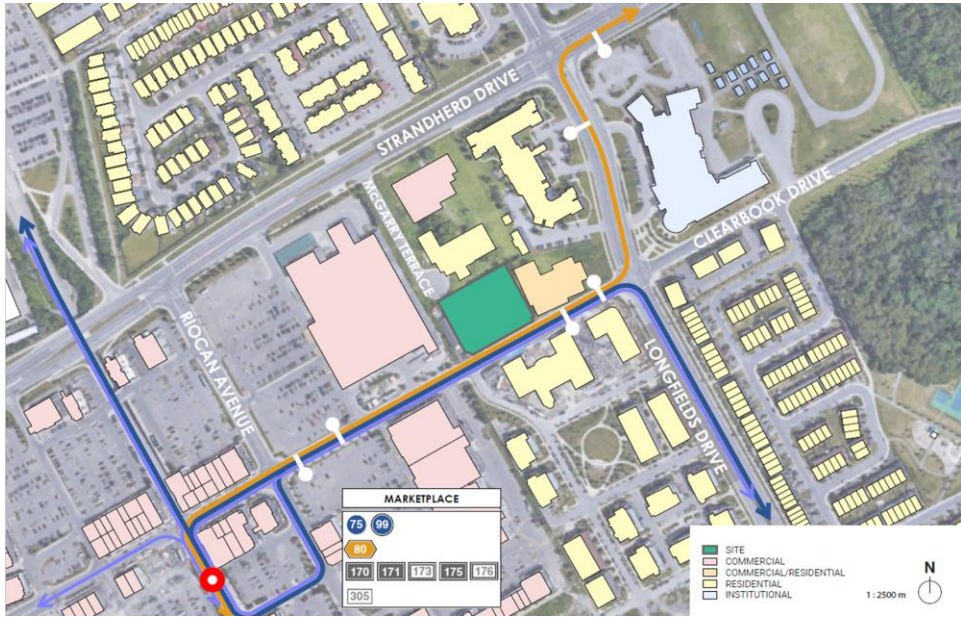 STRANDHERD DRIVE
McGARRY TERRACE
CLEARBOOK DRIVE
RIOCAN AVENUE
LONGFIELDS DRIVE
MARKETPLACE
75 99
80
170 171 173 175 176
305
SITE
COMMERCIAL
COMMERCIAL/RESIDENTIAL
RESIDENTIAL
INSTITUTIONAL
1 : 2500 m
N